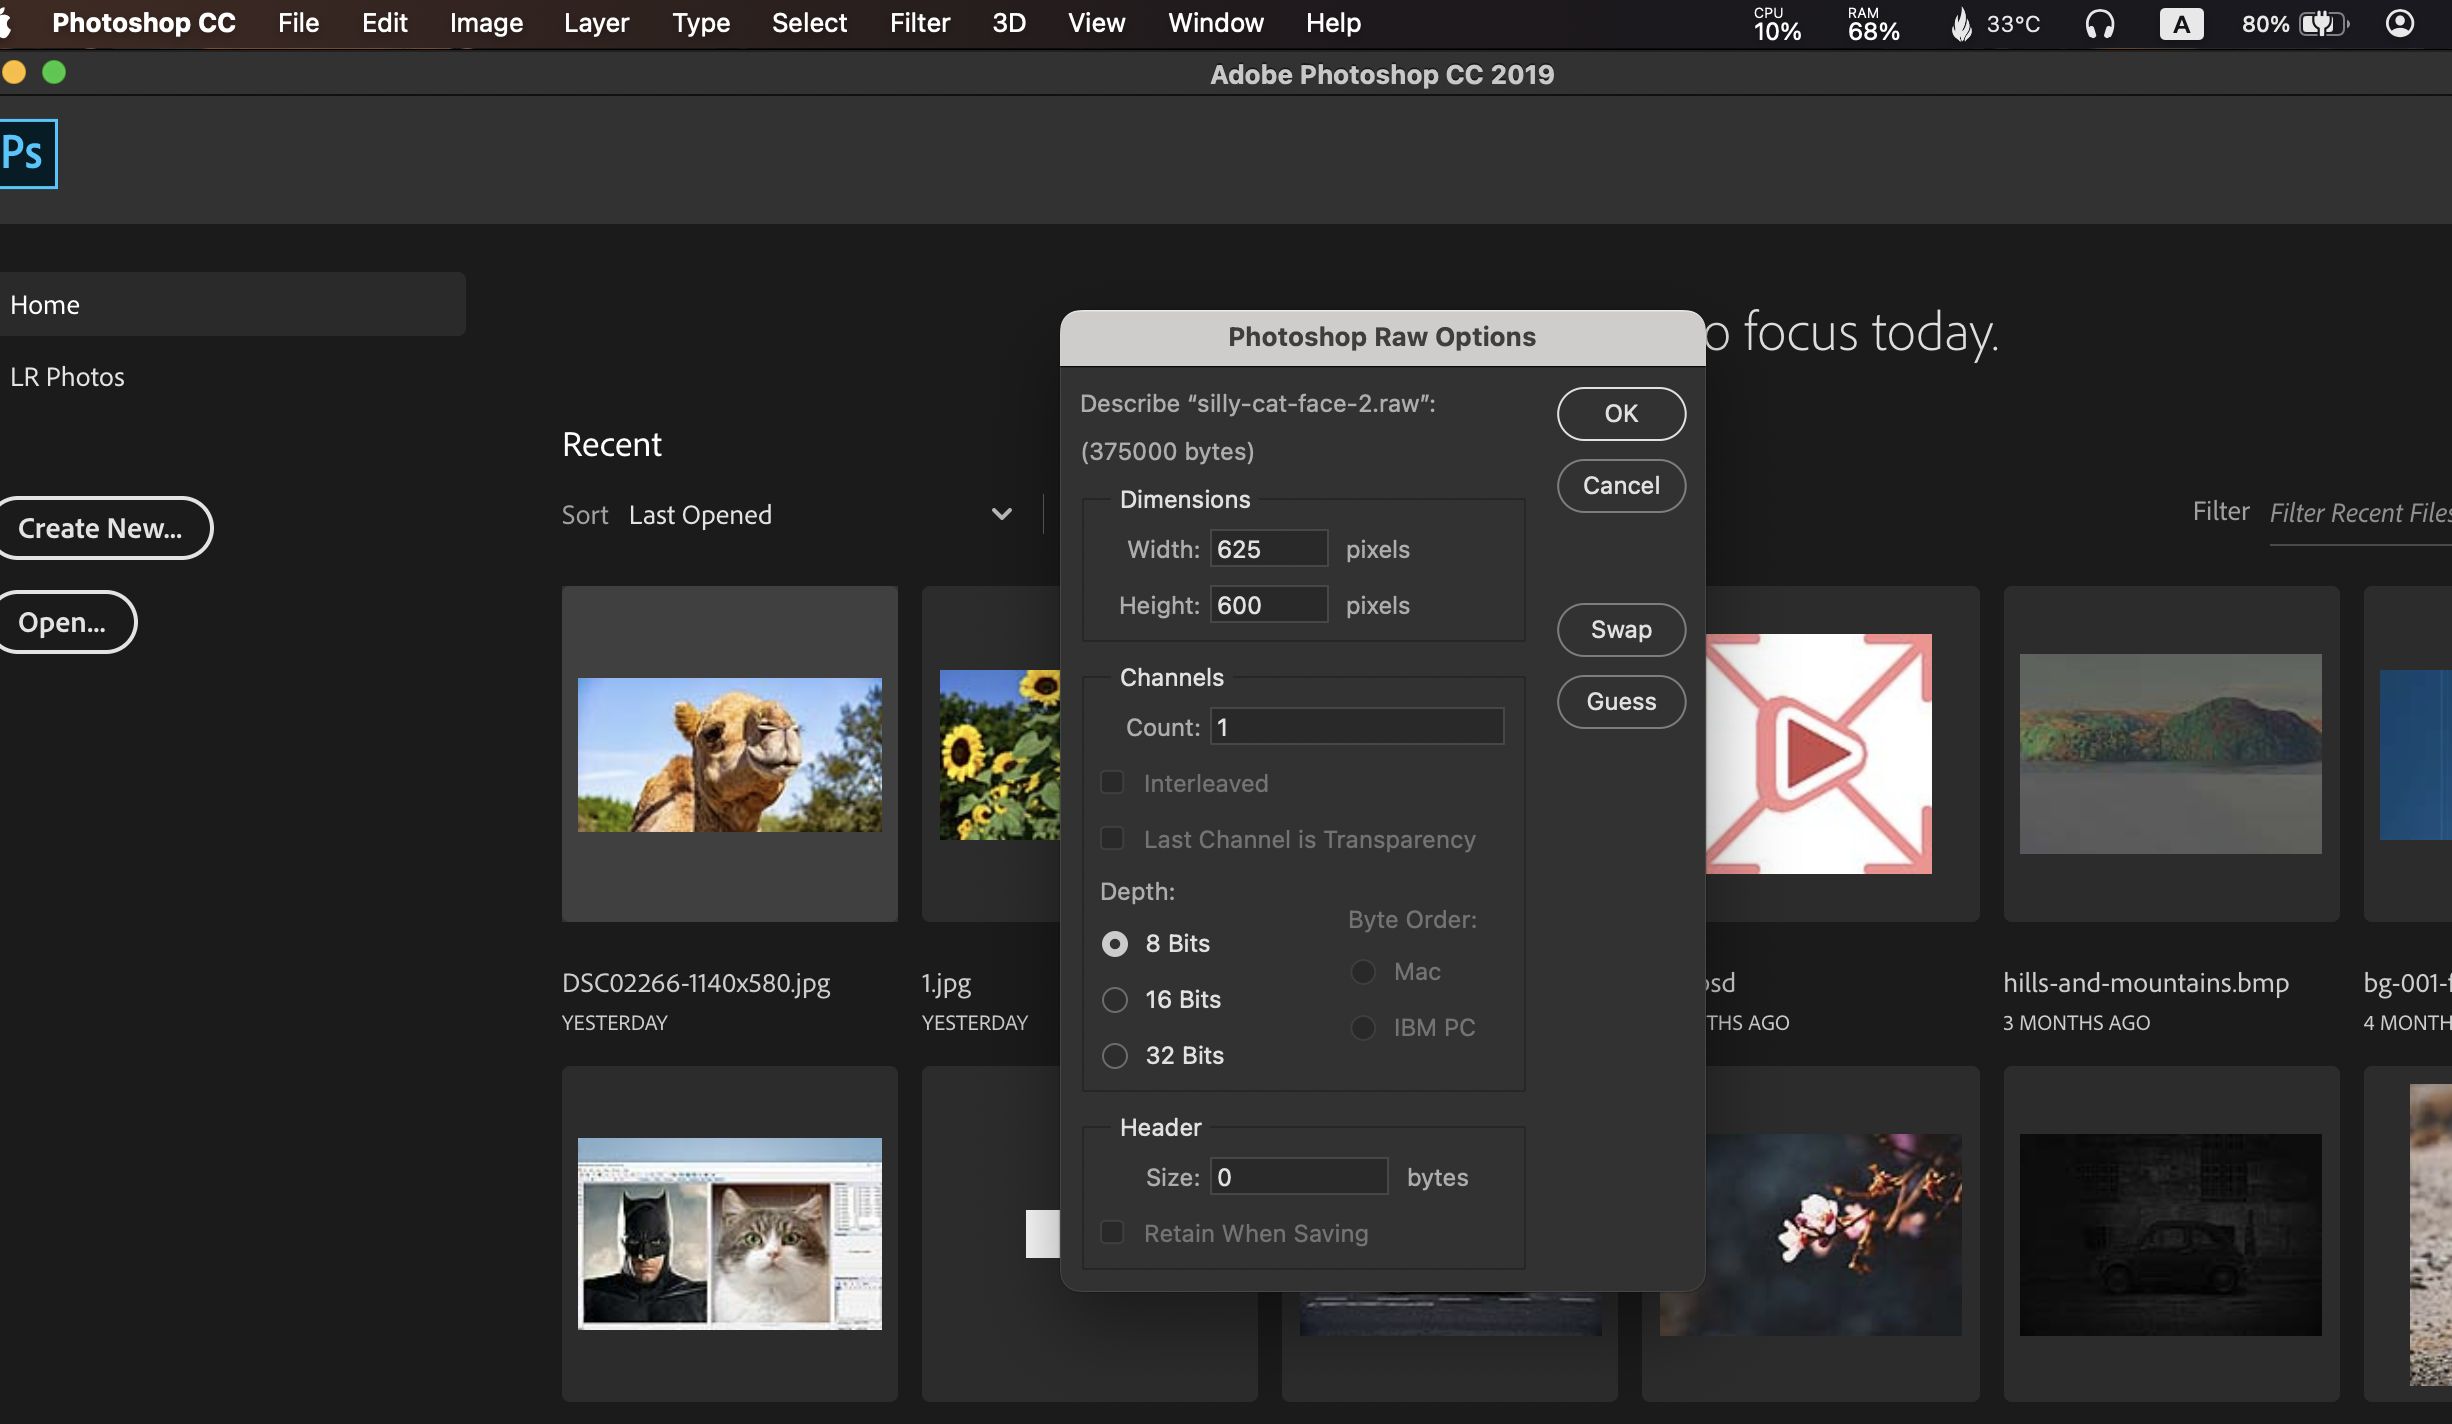 Photoshop CC File Edit Image Layer Type Select Filter 3D View Window Help CPU 10% RAM 68% 33°C A 80%
Adobe Photoshop CC 2019
Ps
Home
LR Photos
Create New...
Open...
o focus today.
Recent
Sort Last Opened
Filter Filter Recent Files
Photoshop Raw Options
Describe “silly-cat-face-2.raw”:
(375000 bytes)
OK
Cancel
Dimensions
Width: 625 pixels
Height: 600 pixels
Swap
Guess
Channels
Count: 1
Interleaved
Last Channel is Transparency
Depth:
Byte Order:
8 Bits
Mac
16 Bits
IBM PC
32 Bits
Header
Size: 0 bytes
Retain When Saving
DSC02266-1140x580.jpg
YESTERDAY
1.jpg
YESTERDAY
sd
THS AGO
hills-and-mountains.bmp
3 MONTHS AGO
bg-001-
4 MONTH